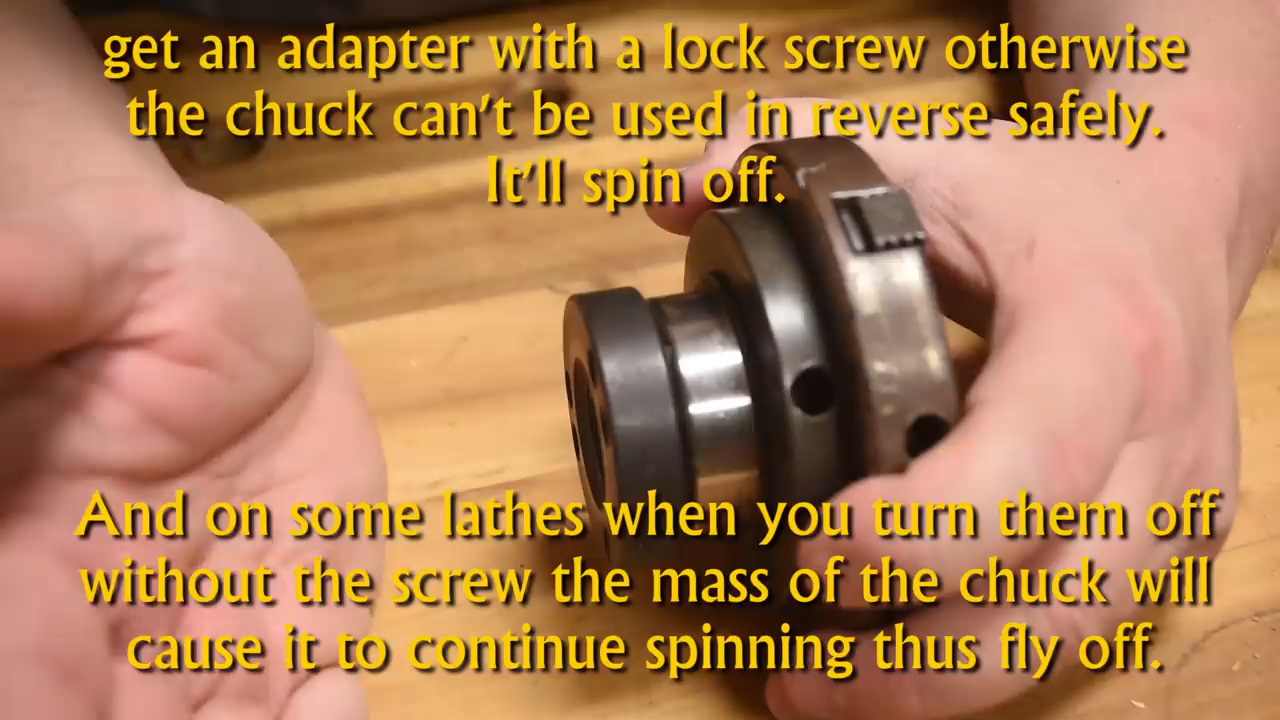 get an adapter with a lock screw otherwise
the chuck can't be used in reverse safely.
It'll spin off.
And on some lathes when you turn them off
without the screw the mass of the chuck will
cause it to continue spinning thus fly off.